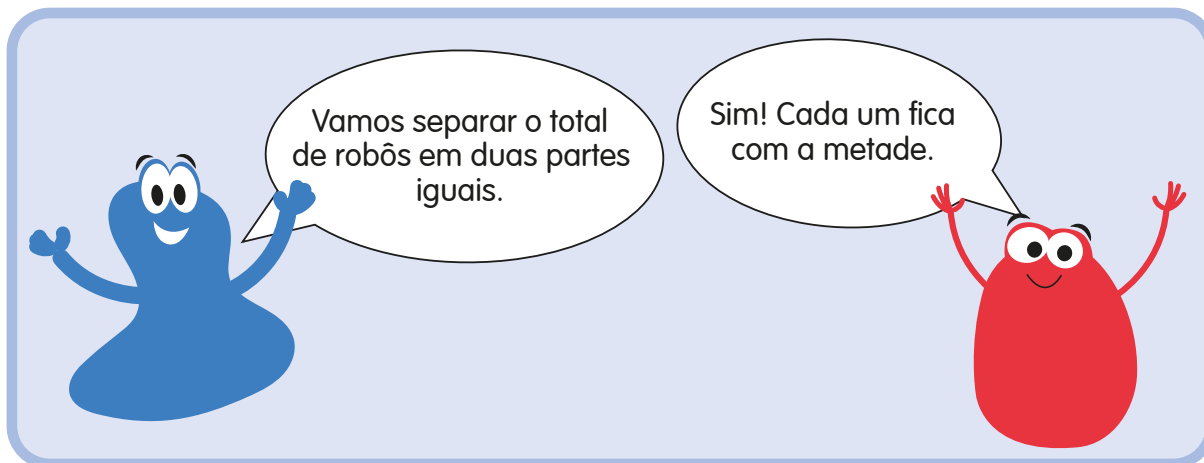 Vamos separar o total
de robôs em duas partes
iguais.
Sim! Cada um fica
com a metade.